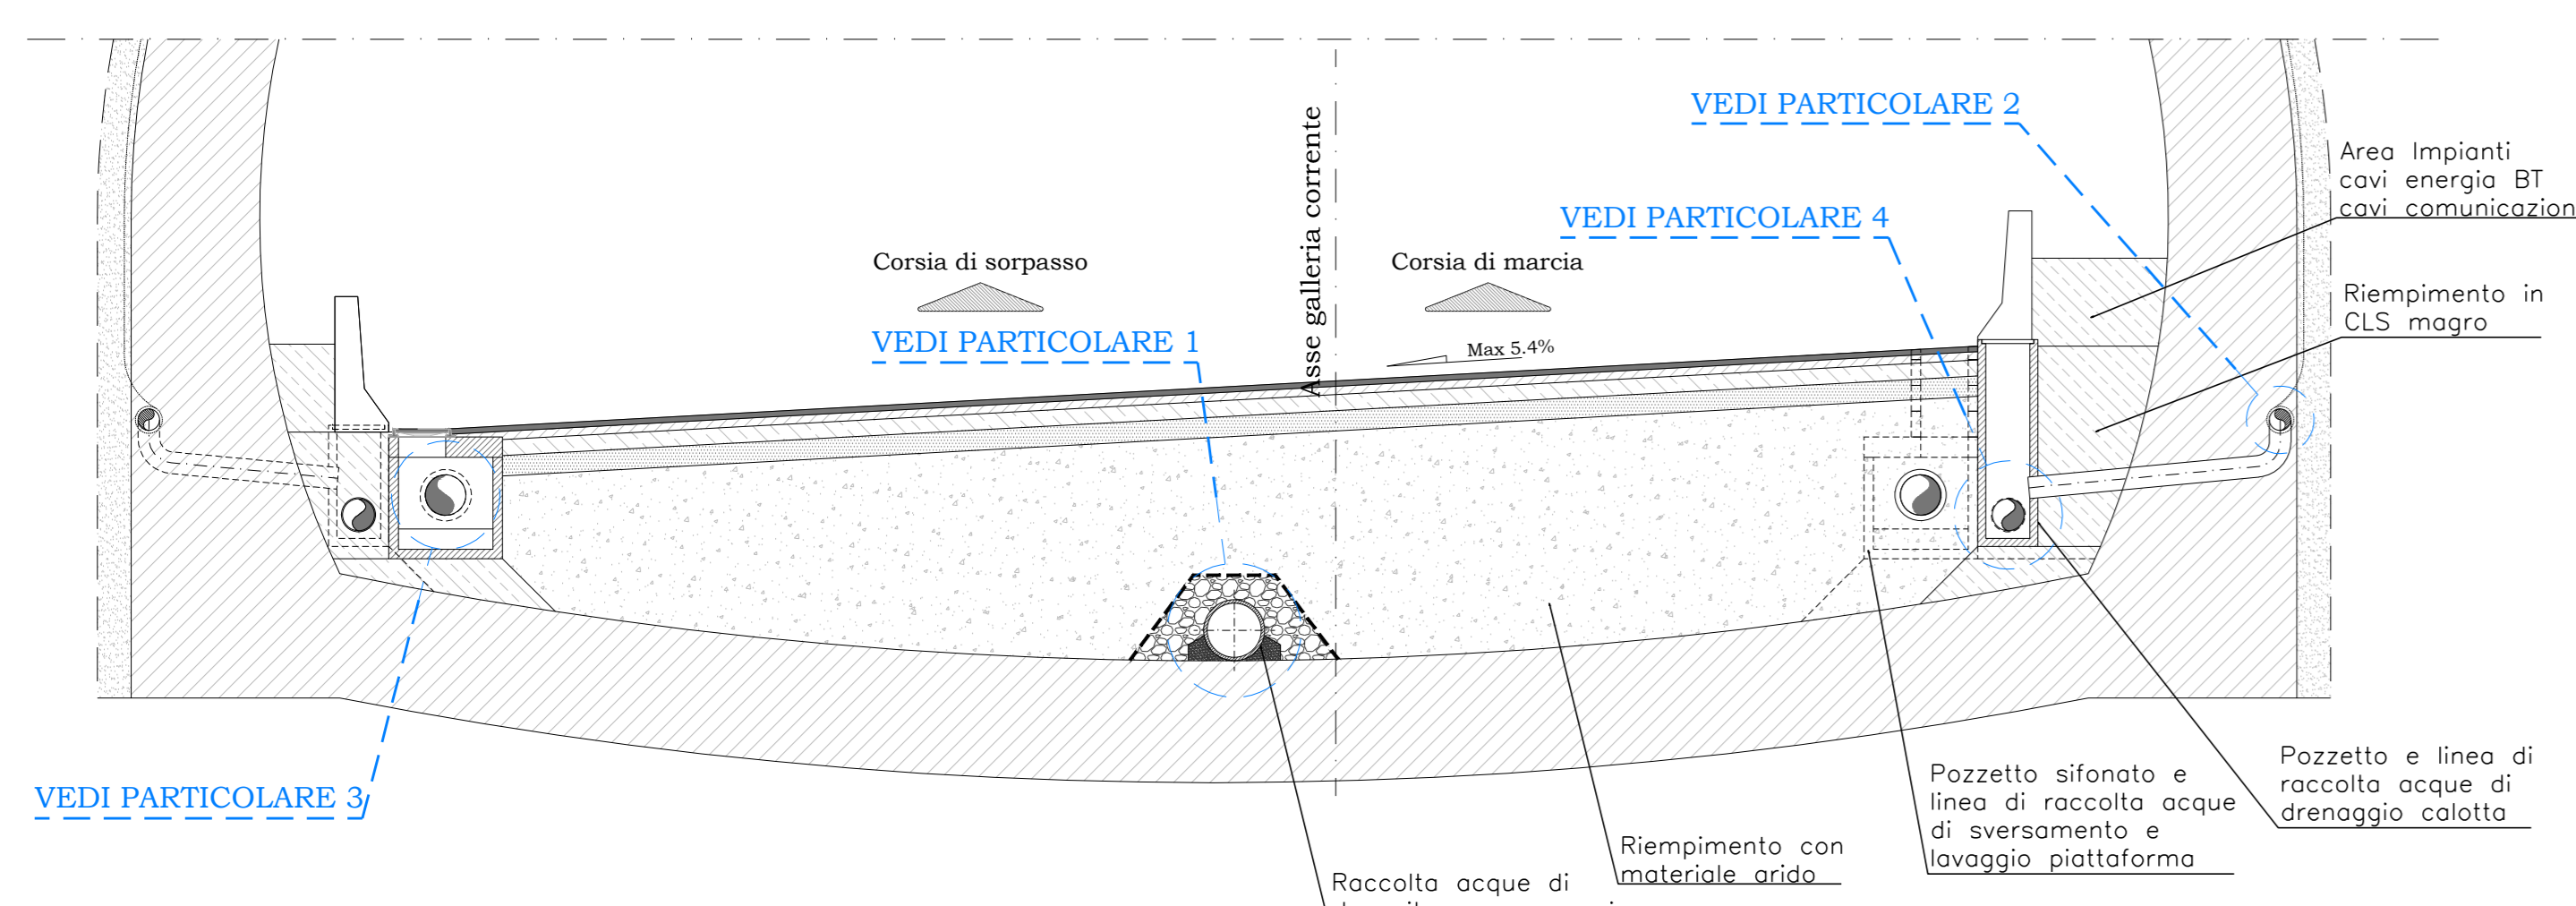 VEDI PARTICOLARE 2
Area Impianti
cavi energia BT
cavi comunicazion
VEDI PARTICOLARE 4
Asse galleria corrente
Corsia di sorpasso
Corsia di marcia
Riempimento in
CLS magro
VEDI PARTICOLARE 1
Max 5.4%
VEDI PARTICOLARE 3
Pozzetto e linea di
raccolta acque di
drenaggio calotta
Pozzetto sifonato e
linea di raccolta acque
di sversamento e
lavaggio piattaforma
Riempimento con
materiale arido
Raccolta acque di